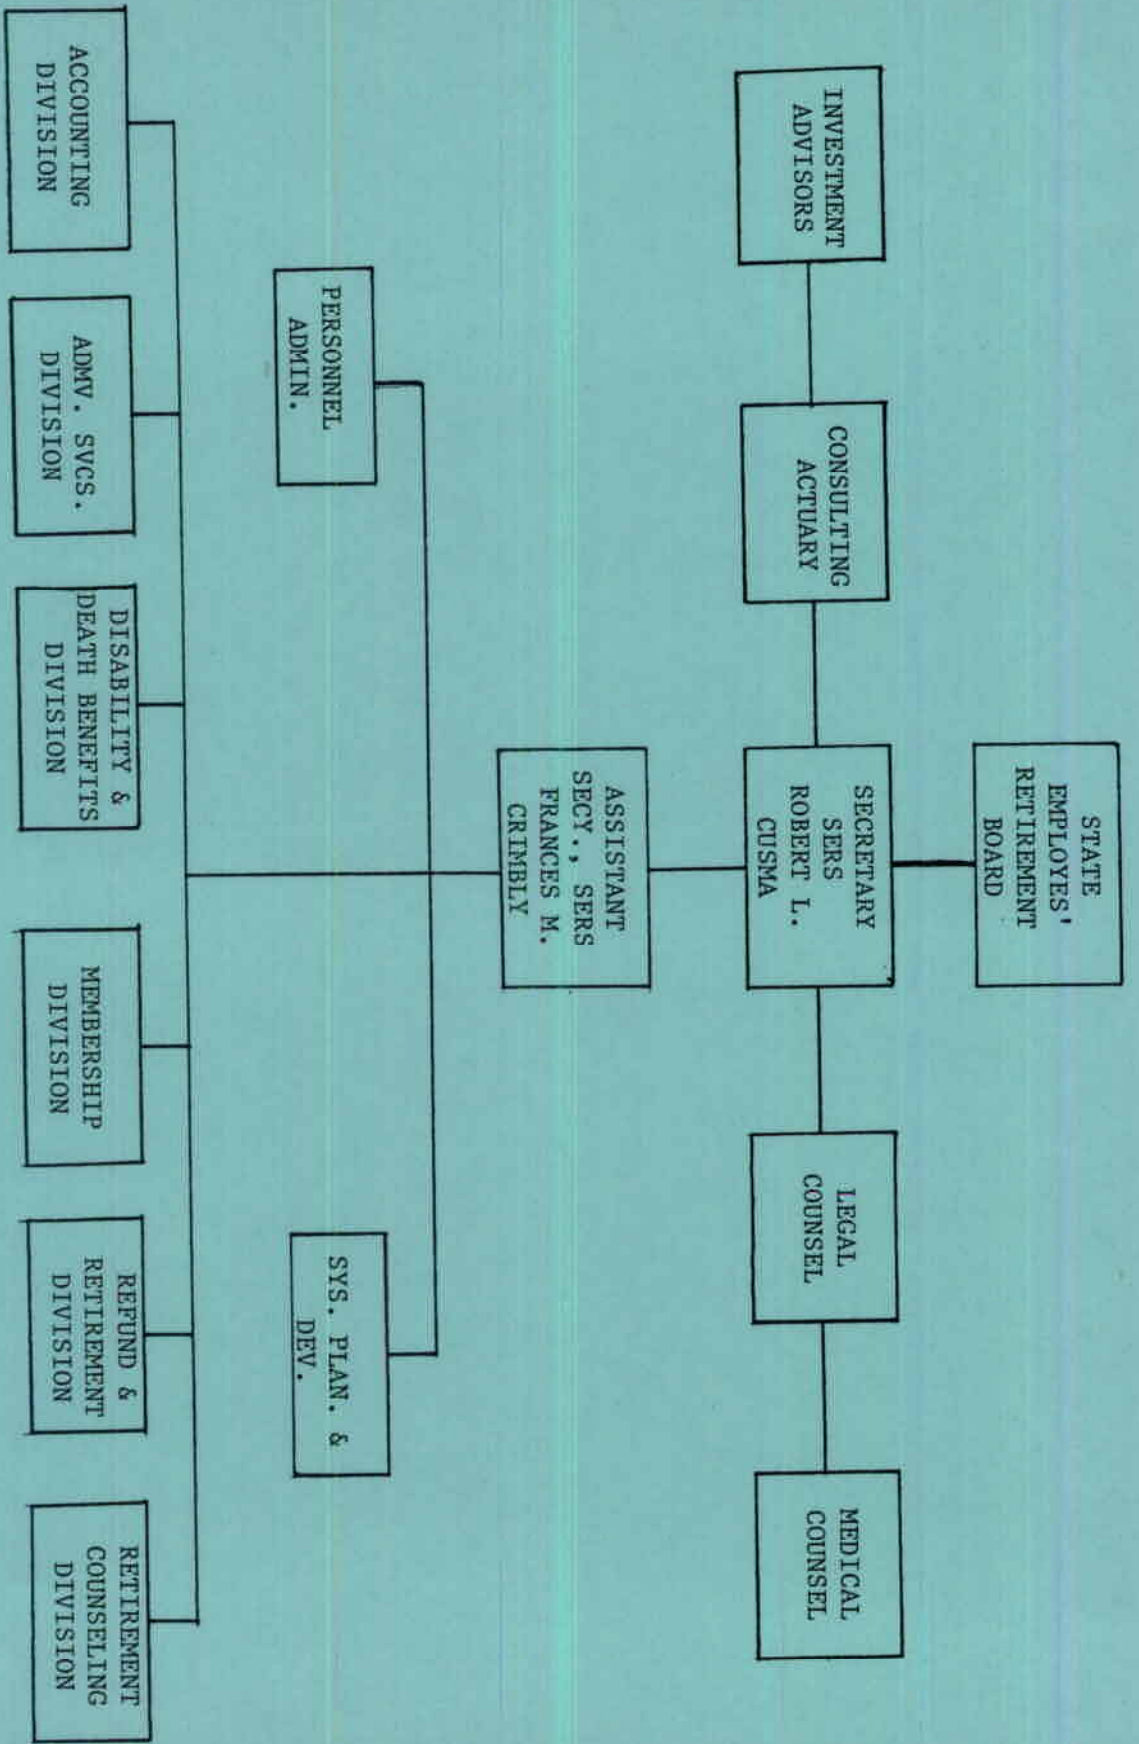 STATE
EMPLOYES'
RETIREMENT
BOARD
INVESTMENT
ADVISORS
CONSULTING
ACTUARY
SECRETARY
SERS
ROBERT L.
CUSMA
LEGAL
COUNSEL
MEDICAL
COUNSEL
ASSISTANT
SECY., SERS
FRANCES M.
CRIMBLY
PERSONNEL
ADMIN.
SYS. PLAN. &
DEV.
ACCOUNTING
DIVISION
ADMV. SVCS.
DIVISION
DISABILITY &
DEATH BENEFITS
DIVISION
MEMBERSHIP
DIVISION
REFUND &
RETIREMENT
DIVISION
RETIREMENT
COUNSELING
DIVISION